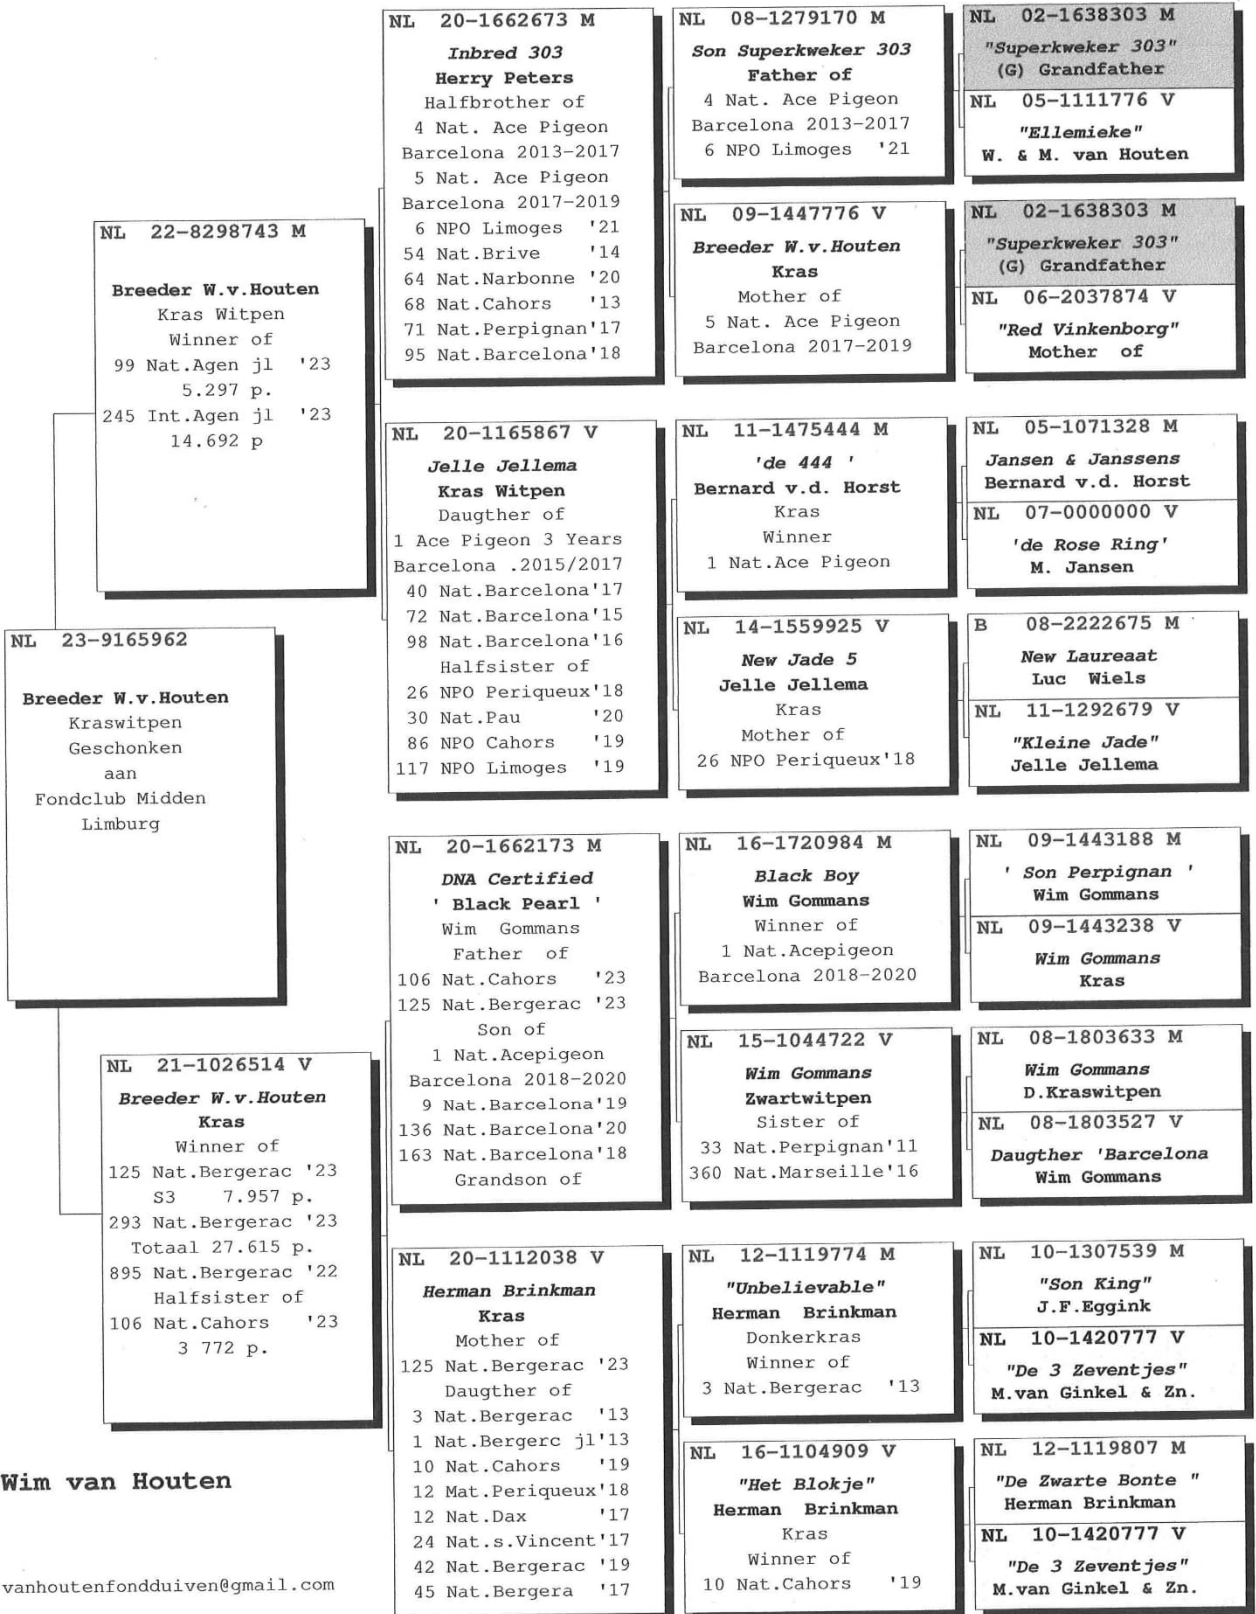 NL 23-9165962
Breeder W.v.Houten
Kraswitpen
Geschonken
aan
Fondclub Midden
Limburg
NL 22-8298743 M
Breeder W.v.Houten
Kras Witpen
Winner of
99 Nat.Agen jl '23
5.297 p.
245 Int.Agen jl '23
14.692 p
NL 21-1026514 V
Breeder W.v.Houten
Kras
Winner of
125 Nat.Bergerac '23
S3 7.957 p.
293 Nat.Bergerac '23
Totaal 27.615 p.
895 Nat.Bergerac '22
Halfsister of
106 Nat.Cahors '23
3 772 p.
NL 20-1662673 M
Inbred 303
Herry Peters
Halfbrother of
4 Nat. Ace Pigeon
Barcelona 2013-2017
5 Nat. Ace Pigeon
Barcelona 2017-2019
6 NPO Limoges '21
54 Nat.Brive '14
64 Nat.Narbonne '20
68 Nat.Cahors '13
71 Nat.Perpignan'17
95 Nat.Barcelona'18
NL 20-1165867 V
Jelle Jellema
Kras Witpen
Daugther of
1 Ace Pigeon 3 Years
Barcelona .2015/2017
40 Nat.Barcelona'17
72 Nat.Barcelona'15
98 Nat.Barcelona'16
Halfsister of
26 NPO Periqueux'18
30 Nat.Pau '20
86 NPO Cahors '19
117 NPO Limoges '19
NL 20-1662173 M
DNA Certified
' Black Pearl '
Wim Gommans
Father of
106 Nat.Cahors '23
125 Nat.Bergerac '23
Son of
1 Nat.Acepigeon
Barcelona 2018-2020
9 Nat.Barcelona'19
136 Nat.Barcelona'20
163 Nat.Barcelona'18
Grandson of
NL 20-1112038 V
Herman Brinkman
Kras
Mother of
125 Nat.Bergerac '23
Daugther of
3 Nat.Bergerac '13
1 Nat.Bergerc jl'13
10 Nat.Cahors '19
12 Mat.Periqueux'18
12 Nat.Dax '17
24 Nat.s.Vincent'17
42 Nat.Bergerac '19
45 Nat.Bergera '17
NL 08-1279170 M
Son Superkweker 303
Father of
4 Nat. Ace Pigeon
Barcelona 2013-2017
6 NPO Limoges '21
NL 09-1447776 V
Breeder W.v.Houten
Kras
Mother of
5 Nat. Ace Pigeon
Barcelona 2017-2019
NL 11-1475444 M
'de 444 '
Bernard v.d. Horst
Kras
Winner
1 Nat.Ace Pigeon
NL 14-1559925 V
New Jade 5
Jelle Jellema
Kras
Mother of
26 NPO Periqueux'18
NL 16-1720984 M
Black Boy
Wim Gommans
Winner of
1 Nat.Acepigeon
Barcelona 2018-2020
NL 15-1044722 V
Wim Gommans
Zwartwitpen
Sister of
33 Nat.Perpignan'11
360 Nat.Marseille'16
NL 12-1119774 M
"Unbelievable"
Herman Brinkman
Donkerkras
Winner of
3 Nat.Bergerac '13
NL 16-1104909 V
"Het Blokje"
Herman Brinkman
Kras
Winner of
10 Nat.Cahors '19
NL 02-1638303 M
"Superkweker 303"
(G) Grandfather
NL 05-1111776 V
"Ellemieke"
W. & M. van Houten
NL 02-1638303 M
"Superkweker 303"
(G) Grandfather
NL 06-2037874 V
"Red Vinkenborg"
Mother of
NL 05-1071328 M
Jansen & Janssens
Bernard v.d. Horst
NL 07-0000000 V
'de Rose Ring'
M. Jansen
B 08-2222675 M
New Laureaat
Luc Wiels
NL 11-1292679 V
"Kleine Jade"
Jelle Jellema
NL 09-1443188 M
' Son Perpignan '
Wim Gommans
NL 09-1443238 V
Wim Gommans
Kras
NL 08-1803633 M
Wim Gommans
D.Kraswitpen
NL 08-1803527 V
Daugther 'Barcelona
Wim Gommans
NL 10-1307539 M
"Son King"
J.F.Eggink
NL 10-1420777 V
"De 3 Zeventjes"
M.van Ginkel & Zn.
NL 12-1119807 M
"De Zwarte Bonte "
Herman Brinkman
NL 10-1420777 V
"De 3 Zeventjes"
M.van Ginkel & Zn.
Wim van Houten
vanhoutenfondduiven@gmail.com